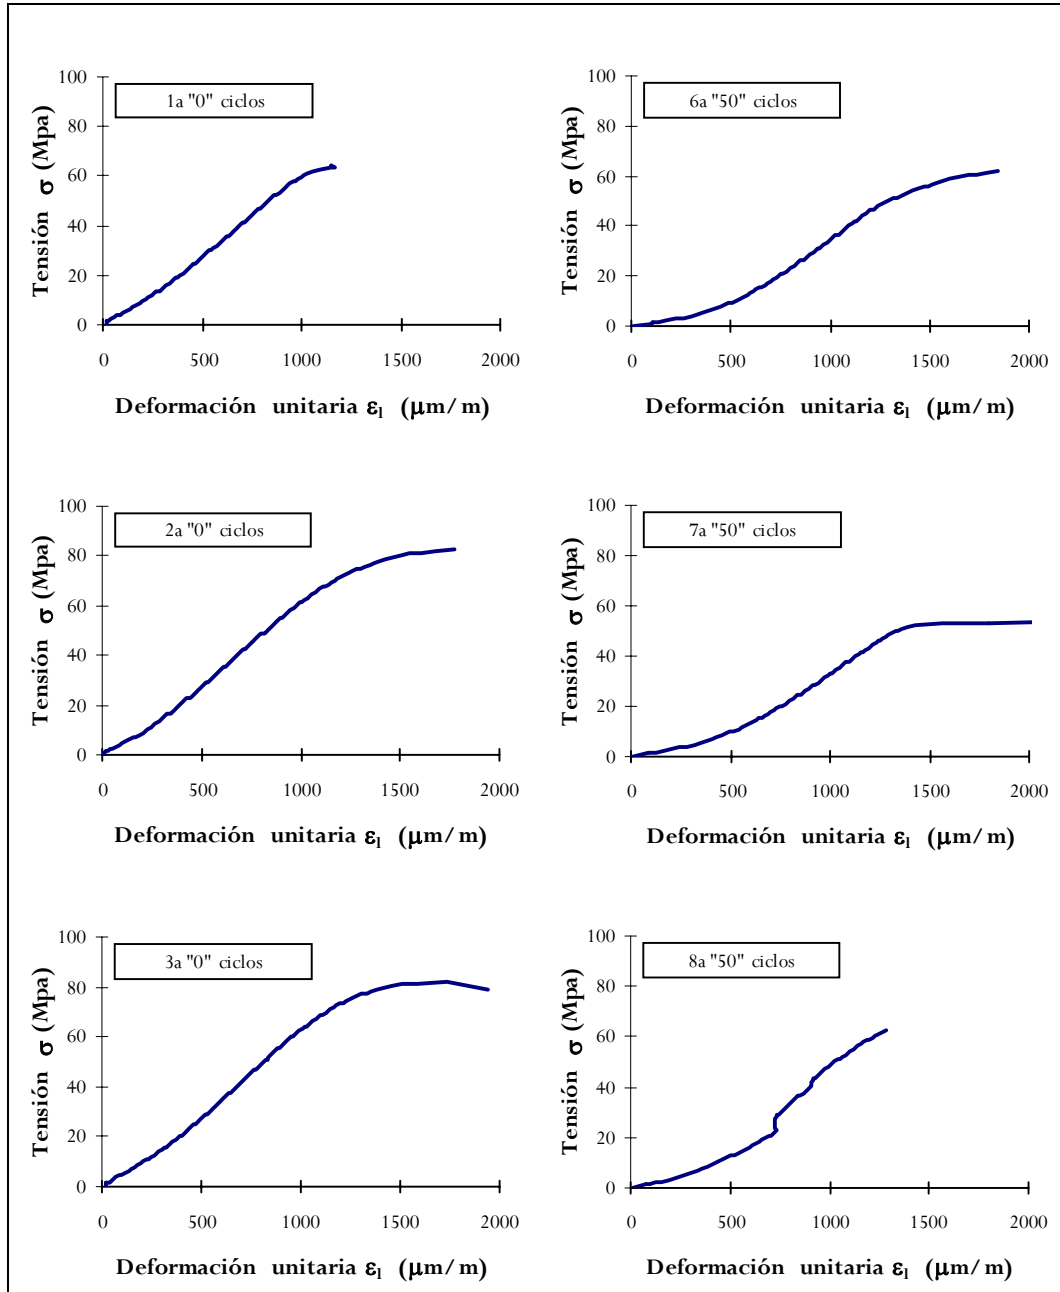 1a "0" ciclos
Tensión σ (Mpa)
100
80
60
40
20
0
0 500 1000 1500 2000
Deformación unitaria εl (μm/m)
6a "50" ciclos
Tensión σ (Mpa)
100
80
60
40
20
0
0 500 1000 1500 2000
Deformación unitaria εl (μm/m)
2a "0" ciclos
Tensión σ (Mpa)
100
80
60
40
20
0
0 500 1000 1500 2000
Deformación unitaria εl (μm/m)
7a "50" ciclos
Tensión σ (Mpa)
100
80
60
40
20
0
0 500 1000 1500 2000
Deformación unitaria εl (μm/m)
3a "0" ciclos
Tensión σ (Mpa)
100
80
60
40
20
0
0 500 1000 1500 2000
Deformación unitaria εl (μm/m)
8a "50" ciclos
Tensión σ (Mpa)
100
80
60
40
20
0
0 500 1000 1500 2000
Deformación unitaria εl (μm/m)